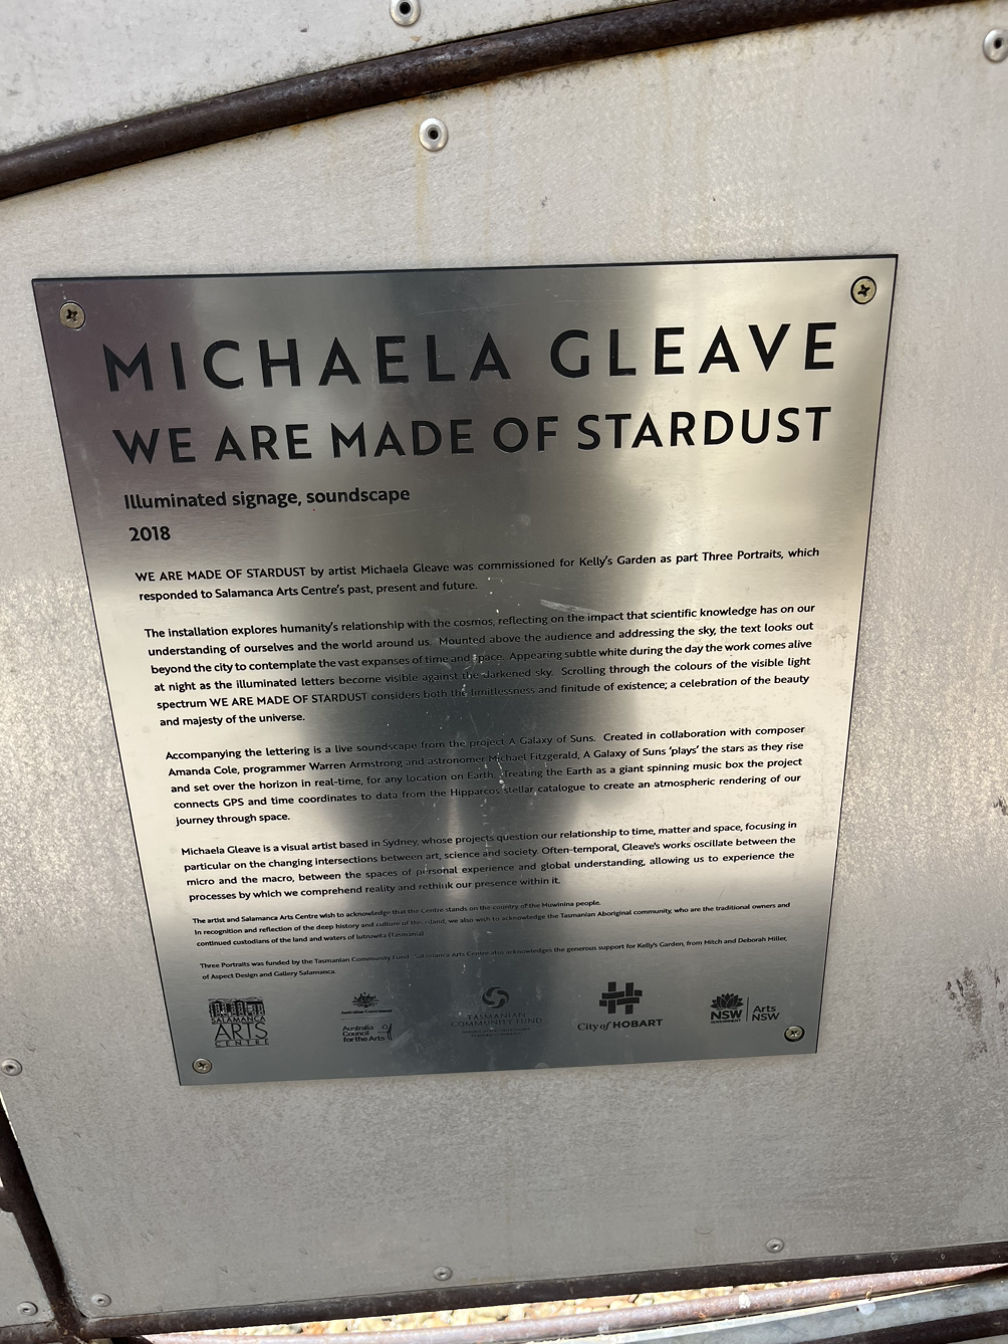 MICHAELA GLEAVE
WE ARE MADE OF STARDUST
Illuminated signage, soundscape
2018
WE ARE MADE OF STARDUST by artist Michaela Gleave was commissioned for Kelly's Garden as part Three Portraits, which
responded to Salamanca Arts Centre's past, present and future.
The installation explores humanity's relationship with the cosmos, reflecting on the impact that scientific knowledge has on our
understanding of ourselves and the world around us. Mounted above the audience and addressing the sky, the text looks out
beyond the city to contemplate the vast expanses of time and space. Appearing subtle white during the day the work comes alive
at night as the illuminated letters become visible against the darkened sky. Scrolling through the colours of the visible light
spectrum WE ARE MADE OF STARDUST considers both the limitlessness and finitude of existence; a celebration of the beauty
and majesty of the universe.
Accompanying the lettering is a live soundscape from the project A Galaxy of Suns. Created in collaboration with composer
Amanda Cole, programmer Warren Armstrong and astronomer Michael Fitzgerald, A Galaxy of Suns 'plays' the stars as they rise
and set over the horizon in real-time, for any location on Earth. Treating the Earth as a giant spinning music box the project
connects GPS and time coordinates to data from the Hipparcos stellar catalogue to create an atmospheric rendering of our
journey through space.
Michaela Gleave is a visual artist based in Sydney, whose projects question our relationship to time, matter and space, focusing in
particular on the changing intersections between art, science and society. Often-temporal, Gleave's works oscillate between the
micro and the macro, between the spaces of personal experience and global understanding, allowing us to experience the
processes by which we comprehend reality and rethink our presence within it.
The artist and Salamanca Arts Centre wish to acknowledge that the Centre stands on the country of the Muwinina people.
In recognition and reflection of the deep history and culture of this island, we also wish to acknowledge the Tasmanian Aboriginal community, who are the traditional owners and
continued custodians of the land and waters of lutruwita (Tasmania).
Three Portraits was funded by the Tasmanian Community Fund. Salamanca Arts Centre also acknowledges the generous support for Kelly's Garden, from Mitch and Deborah Miller,
of Aspect Design and Gallery Salamanca.
SALAMANCA ARTS CENTRE
Australian Government
Australia Council for the Arts
TASMANIAN COMMUNITY FUND
City of HOBART
NSW GOVERNMENT
Arts NSW